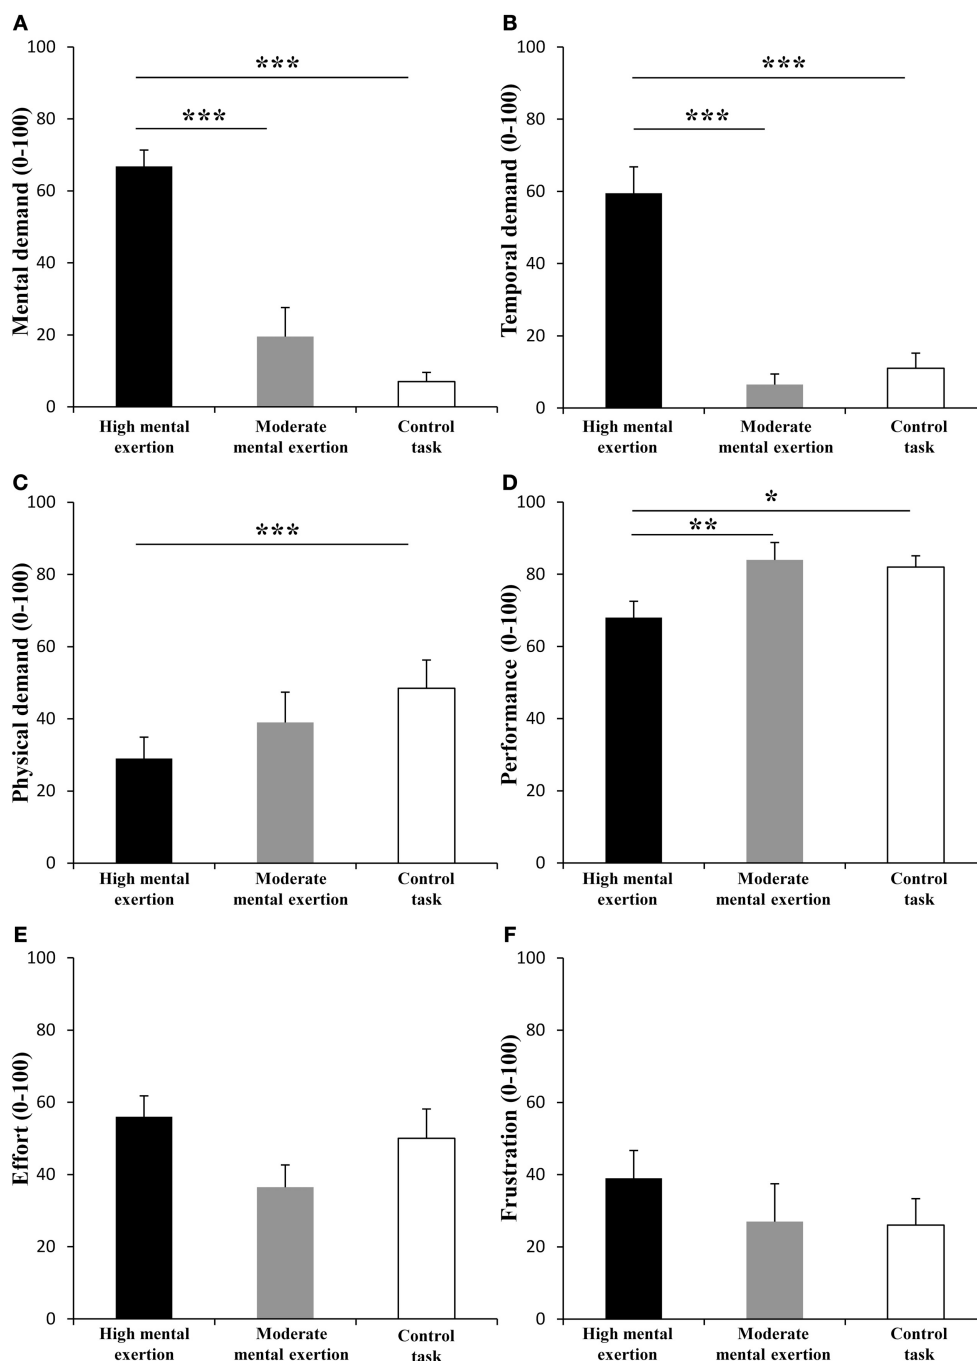 A
Mental demand (0-100)
100
80
60
40
20
0
***
***
High mental
exertion
Moderate
mental exertion
Control
task
B
Temporal demand (0-100)
100
80
60
40
20
0
***
***
High mental
exertion
Moderate
mental exertion
Control
task
C
Physical demand (0-100)
100
80
60
40
20
0
***
High mental
exertion
Moderate
mental exertion
Control
task
D
Performance (0-100)
100
80
60
40
20
0
*
**
High mental
exertion
Moderate
mental exertion
Control
task
E
Effort (0-100)
100
80
60
40
20
0
High mental
exertion
Moderate
mental exertion
Control
task
F
Frustration (0-100)
100
80
60
40
20
0
High mental
exertion
Moderate
mental exertion
Control
task